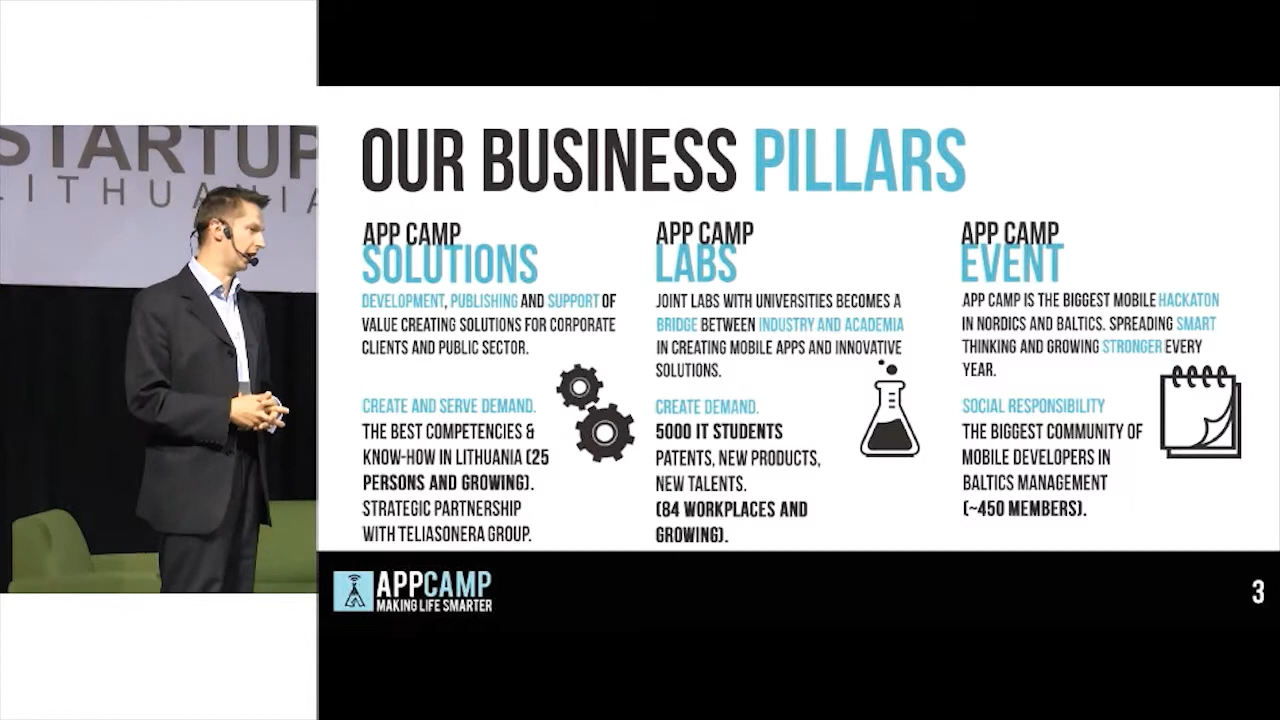 STARTUP
LITHUANIA
OUR BUSINESS PILLARS
APP CAMP
SOLUTIONS
DEVELOPMENT, PUBLISHING AND SUPPORT OF
VALUE CREATING SOLUTIONS FOR CORPORATE
CLIENTS AND PUBLIC SECTOR.
CREATE AND SERVE DEMAND.
THE BEST COMPETENCIES &
KNOW-HOW IN LITHUANIA (25
PERSONS AND GROWING).
STRATEGIC PARTNERSHIP
WITH TELIASONERA GROUP.
APP CAMP
LABS
JOINT LABS WITH UNIVERSITIES BECOMES A
BRIDGE BETWEEN INDUSTRY AND ACADEMIA
IN CREATING MOBILE APPS AND INNOVATIVE
SOLUTIONS.
CREATE DEMAND.
5000 IT STUDENTS
PATENTS, NEW PRODUCTS,
NEW TALENTS.
(84 WORKPLACES AND
GROWING).
APP CAMP
EVENT
APP CAMP IS THE BIGGEST MOBILE HACKATON
IN NORDICS AND BALTICS. SPREADING SMART
THINKING AND GROWING STRONGER EVERY
YEAR.
SOCIAL RESPONSIBILITY
THE BIGGEST COMMUNITY OF
MOBILE DEVELOPERS IN
BALTICS MANAGEMENT
(~450 MEMBERS).
APPCAMP
MAKING LIFE SMARTER
3